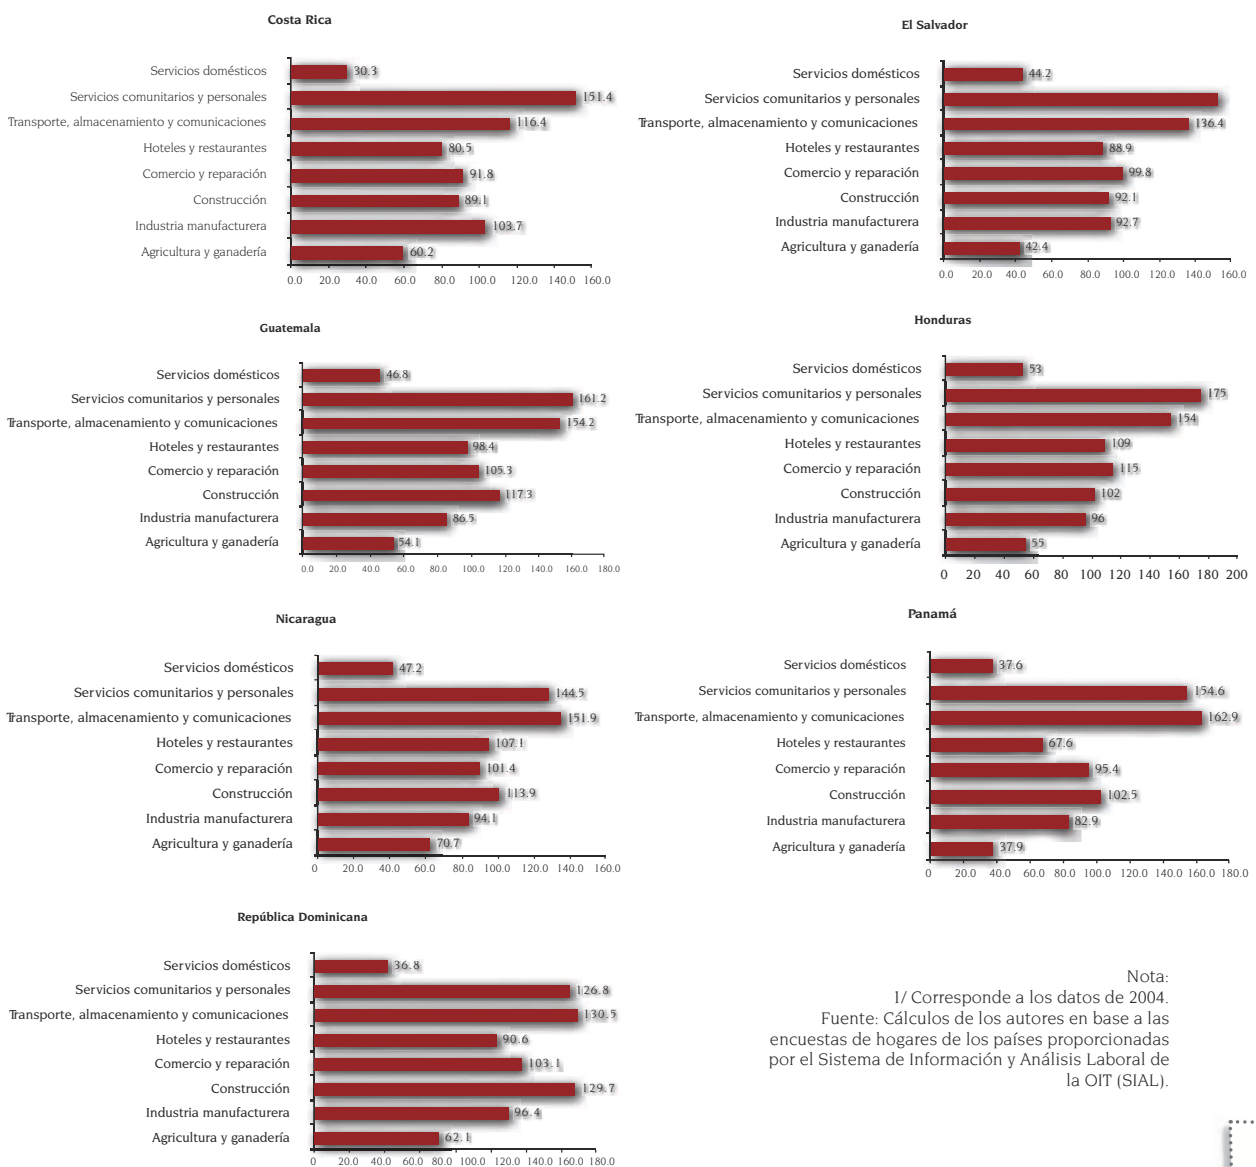 Costa Rica
Servicios domésticos 30.3
Servicios comunitarios y personales 151.4
Transporte, almacenamiento y comunicaciones 116.4
Hoteles y restaurantes 80.5
Comercio y reparación 91.8
Construcción 89.1
Industria manufacturera 103.7
Agricultura y ganadería 60.2
0.0 20.0 40.0 60.0 80.0 100.0 120.0 140.0 160.0
El Salvador
Servicios domésticos 44.2
Servicios comunitarios y personales
Transporte, almacenamiento y comunicaciones 136.4
Hoteles y restaurantes 88.9
Comercio y reparación 99.8
Construcción 92.1
Industria manufacturera 92.7
Agricultura y ganadería 42.4
0.0 20.0 40.0 60.0 80.0 100.0 120.0 140.0 160.0
Guatemala
Servicios domésticos 46.8
Servicios comunitarios y personales 161.2
Transporte, almacenamiento y comunicaciones 154.2
Hoteles y restaurantes 98.4
Comercio y reparación 105.3
Construcción 117.3
Industria manufacturera 86.5
Agricultura y ganadería 54.1
0.0 20.0 40.0 60.0 80.0 100.0 120.0 140.0 160.0 180.0
Honduras
Servicios domésticos 53
Servicios comunitarios y personales 175
Transporte, almacenamiento y comunicaciones 154
Hoteles y restaurantes 109
Comercio y reparación 115
Construcción 102
Industria manufacturera 96
Agricultura y ganadería 55
0 20 40 60 80 100 120 140 160 180 200
Nicaragua
Servicios domésticos 47.2
Servicios comunitarios y personales 144.5
Transporte, almacenamiento y comunicaciones 151.9
Hoteles y restaurantes 107.1
Comercio y reparación 101.4
Construcción 113.9
Industria manufacturera 94.1
Agricultura y ganadería 70.7
0 20.0 40.0 60.0 80.0 100.0 120.0 140.0 160.0
Panamá
Servicios domésticos 37.6
Servicios comunitarios y personales 154.6
Transporte, almacenamiento y comunicaciones 162.9
Hoteles y restaurantes 67.6
Comercio y reparación 95.4
Construcción 102.5
Industria manufacturera 82.9
Agricultura y ganadería 37.9
0 20.0 40.0 60.0 80.0 100.0 120.0 140.0 160.0 180.0
República Dominicana
Servicios domésticos 36.8
Servicios comunitarios y personales 126.8
Transporte, almacenamiento y comunicaciones 130.5
Hoteles y restaurantes 90.6
Comercio y reparación 103.1
Construcción 129.7
Industria manufacturera 96.4
Agricultura y ganadería 62.1
0 20.0 40.0 60.0 80.0 100.0 120.0 140.0 160.0 180.0
Nota:
1/ Corresponde a los datos de 2004.
Fuente: Cálculos de los autores en base a las
encuestas de hogares de los países proporcionadas
por el Sistema de Información y Análisis Laboral de
la OIT (SIAL).